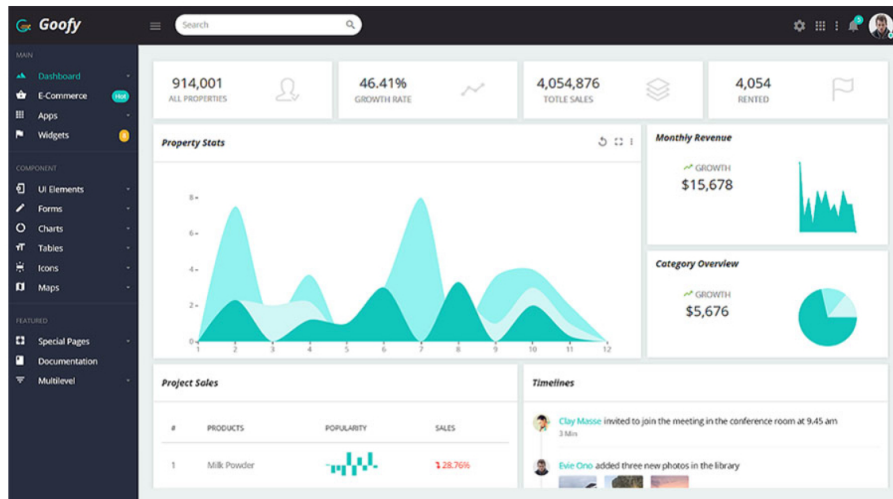 Goofy
Search
5
MAIN
Dashboard
E-Commerce
Hot
Apps
Widgets
8
COMPONENT
UI Elements
Forms
Charts
Tables
Icons
Maps
FEATURED
Special Pages
Documentation
Multilevel
914,001
ALL PROPERTIES
46.41%
GROWTH RATE
4,054,876
TOTLE SALES
4,054
RENTED
Property Stats
8
6
4
2
0
1 2 3 4 5 6 7 8 9 10 11 12
Monthly Revenue
GROWTH
$15,678
Category Overview
GROWTH
$5,676
Project Sales
# PRODUCTS POPULARITY SALES
1 Milk Powder 28.76%
Timelines
Clay Masse invited to join the meeting in the conference room at 9.45 am
3 Min
Evie Ono added three new photos in the library